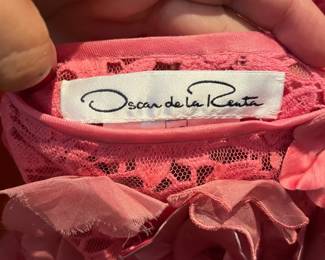 Oscar de la Renta